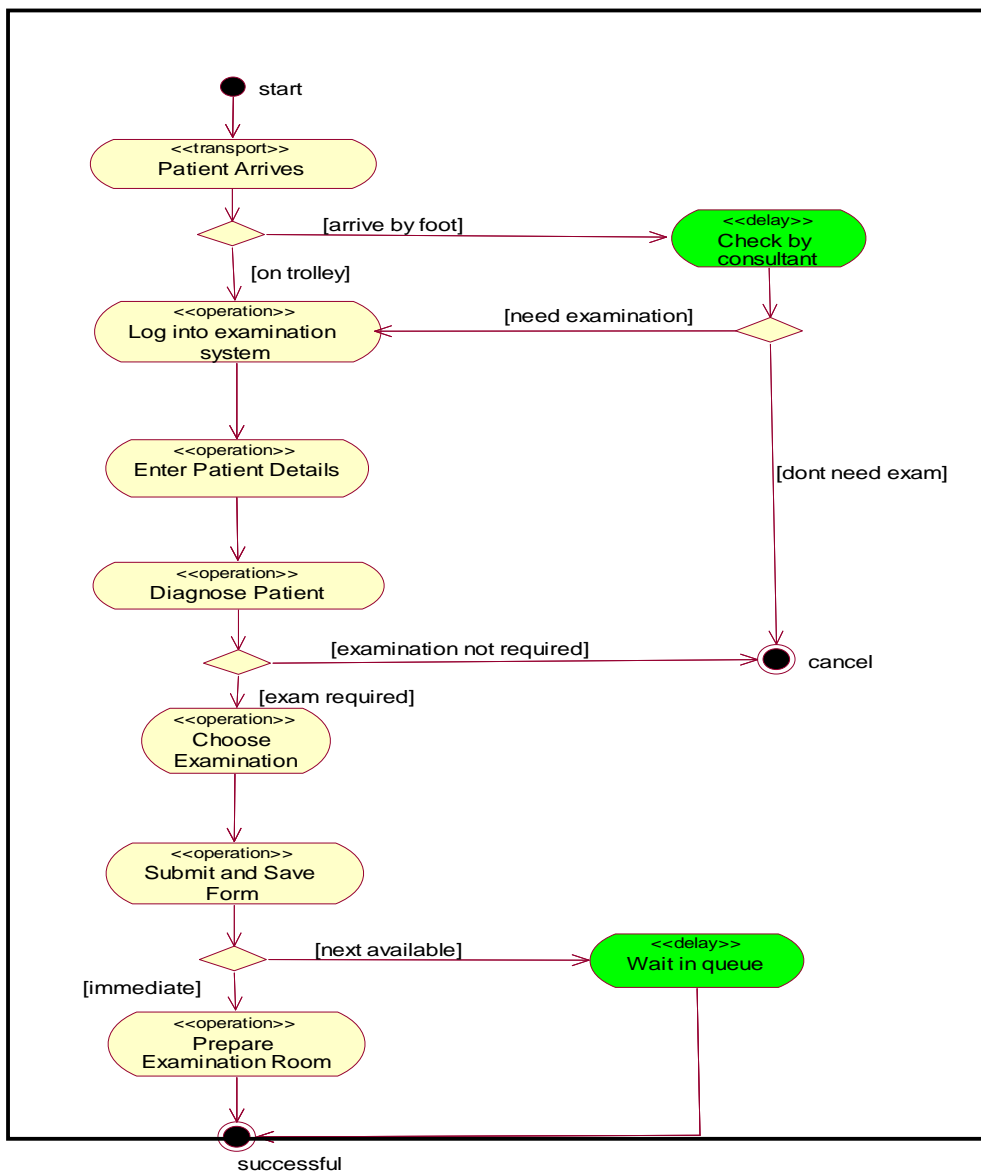 start
<<transport>>
Patient Arrives
[arrive by foot]
<<delay>>
Check by
consultant
[on trolley]
<<operation>>
Log into examination
system
[need examination]
<<operation>>
Enter Patient Details
[dont need exam]
<<operation>>
Diagnose Patient
[examination not required]
cancel
[exam required]
<<operation>>
Choose
Examination
<<operation>>
Submit and Save
Form
[next available]
<<delay>>
Wait in queue
[immediate]
<<operation>>
Prepare
Examination Room
successful